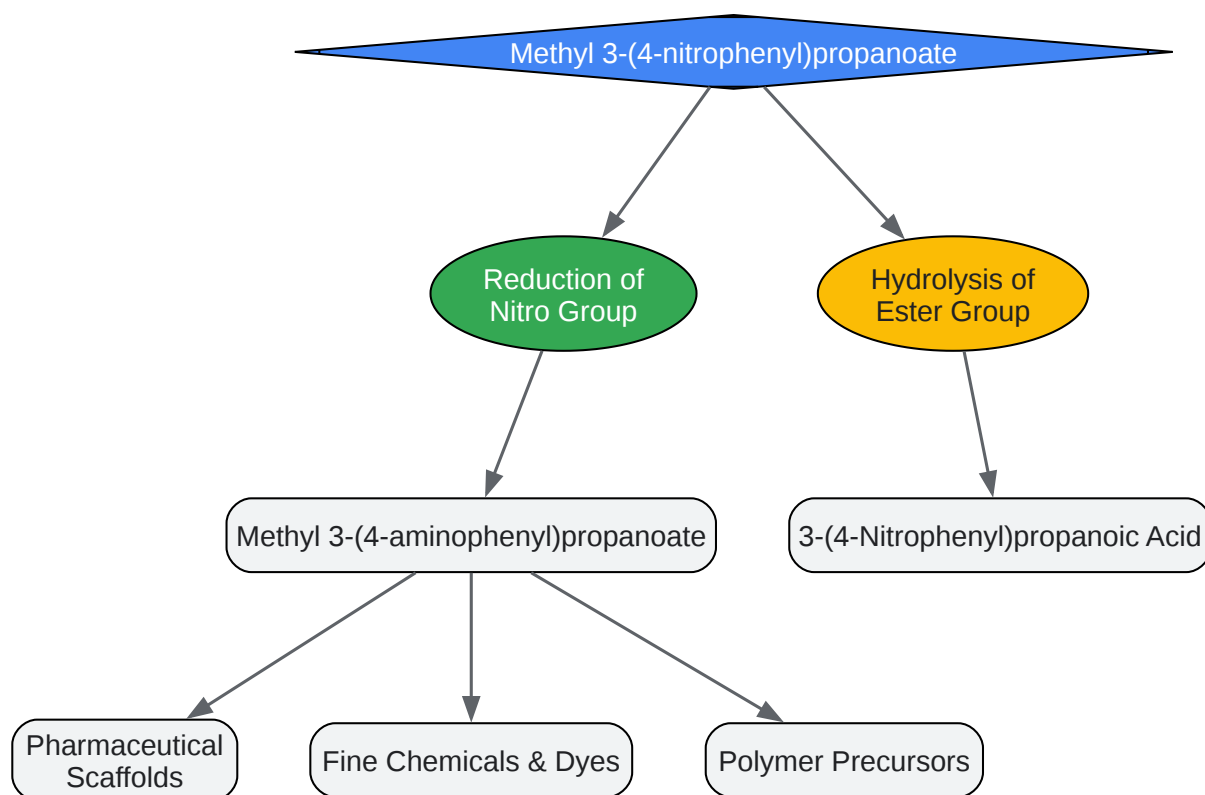 Methyl 3-(4-nitrophenyl)propanoate
Reduction of
Nitro Group
Hydrolysis of
Ester Group
Methyl 3-(4-aminophenyl)propanoate
3-(4-Nitrophenyl)propanoic Acid
Pharmaceutical
Scaffolds
Fine Chemicals & Dyes
Polymer Precursors